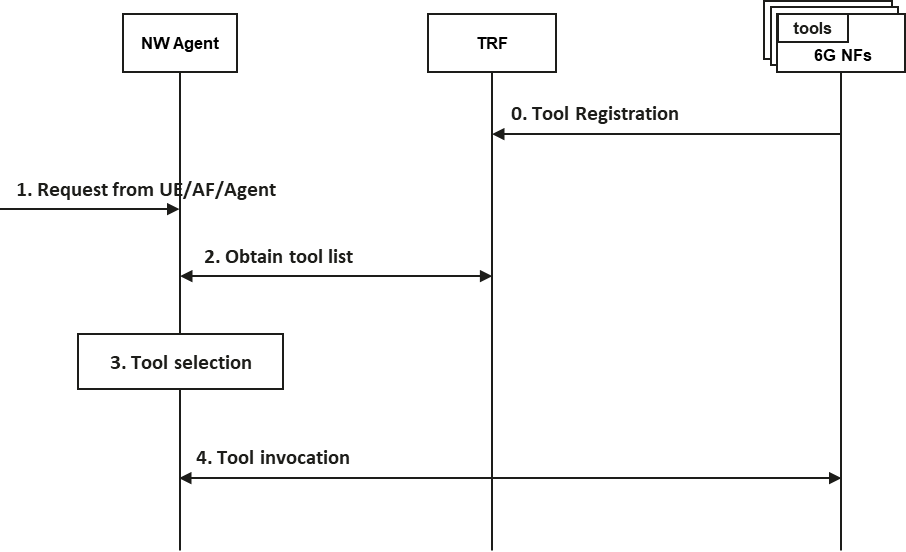 NW Agent
TRF
tools
6G NFs
0. Tool Registration
1. Request from UE/AF/Agent
2. Obtain tool list
3. Tool selection
4. Tool invocation